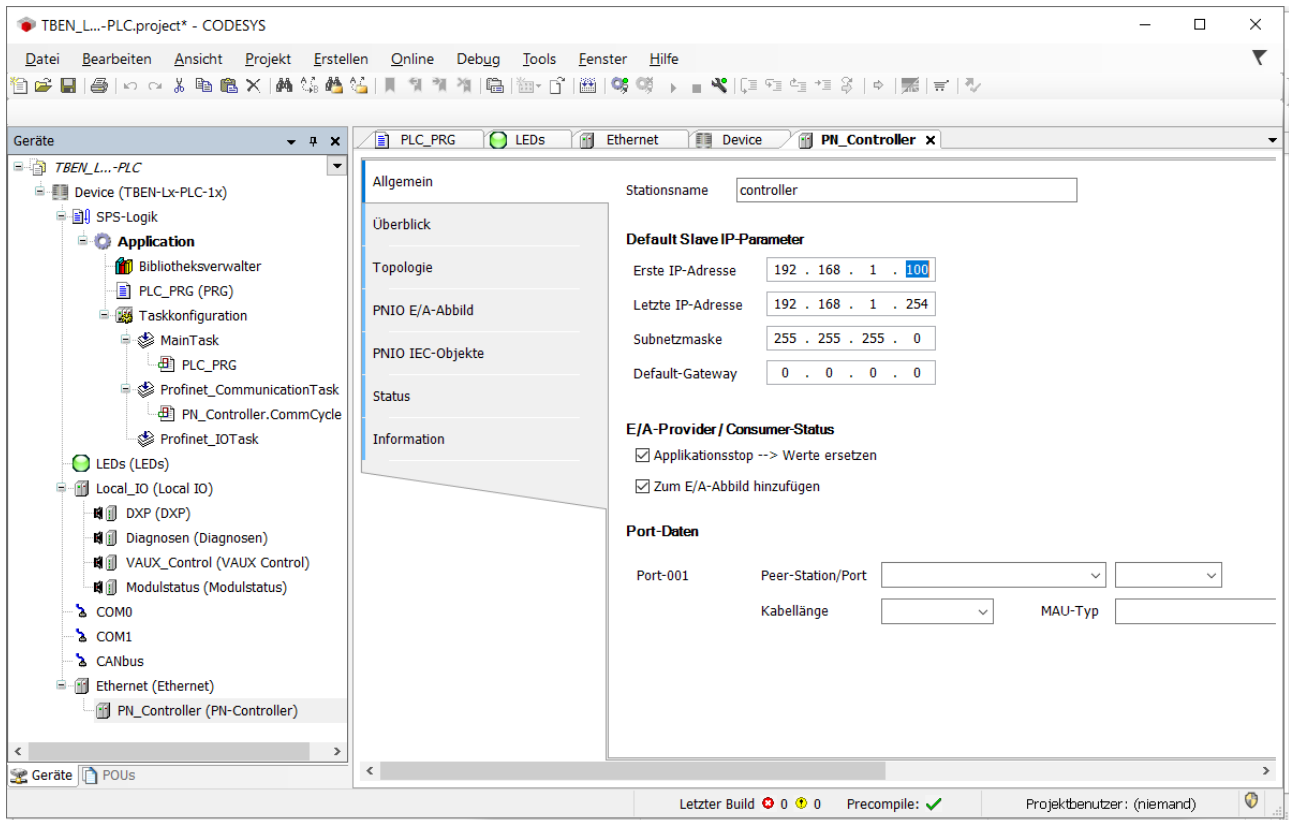 TBEN_L...-PLC.project* - CODESYS
Datei Bearbeiten Ansicht Projekt Erstellen Online Debug Tools Fenster Hilfe
Geräte
TBEN_L...-PLC
Device (TBEN-Lx-PLC-1x)
SPS-Logik
Application
Bibliotheksverwalter
PLC_PRG (PRG)
Taskkonfiguration
MainTask
PLC_PRG
Profinet_CommunicationTask
PN_Controller.CommCycle
Profinet_IOTask
LEDs (LEDs)
Local_IO (Local IO)
DXP (DXP)
Diagnosen (Diagnosen)
VAUX_Control (VAUX Control)
Modulstatus (Modulstatus)
COM0
COM1
CANbus
Ethernet (Ethernet)
PN_Controller (PN-Controller)
Geräte POUs
PLC_PRG LEDs Ethernet Device PN_Controller
Allgemein
Überblick
Topologie
PNIO E/A-Abbild
PNIO IEC-Objekte
Status
Information
Stationsname controller
Default Slave IP-Parameter
Erste IP-Adresse 192 . 168 . 1 . 100
Letzte IP-Adresse 192 . 168 . 1 . 254
Subnetzmaske 255 . 255 . 255 . 0
Default-Gateway 0 . 0 . 0 . 0
E/A-Provider / Consumer-Status
Applikationsstop --> Werte ersetzen
Zum E/A-Abbild hinzufügen
Port-Daten
Port-001 Peer-Station/Port
Kabellänge MAU-Typ
Letzter Build 0 0 Precompile: Projektbenutzer: (niemand)